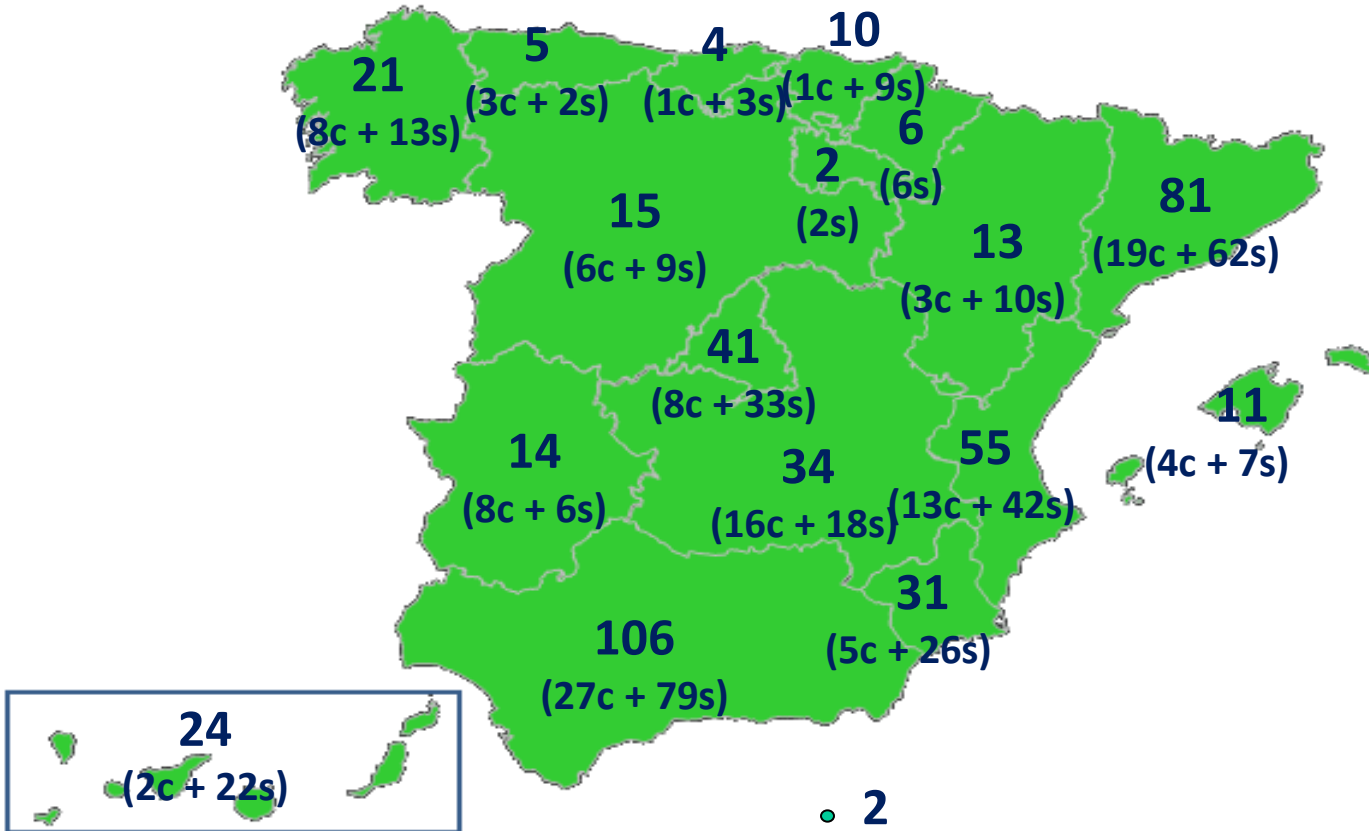 10
5
4
21
(1c + 9s)
(3c + 2s)
(1c + 3s)
(8c + 13s)
6
2
(6s)
81
15
(2s)
13
(19c + 62s)
(6c + 9s)
(3c + 10s)
41
(8c + 33s)
11
14
55
(4c + 7s)
34
(8c + 6s)
(13c + 42s)
(16c + 18s)
31
106
(5c + 26s)
(27c + 79s)
24
(2c + 22s)
2